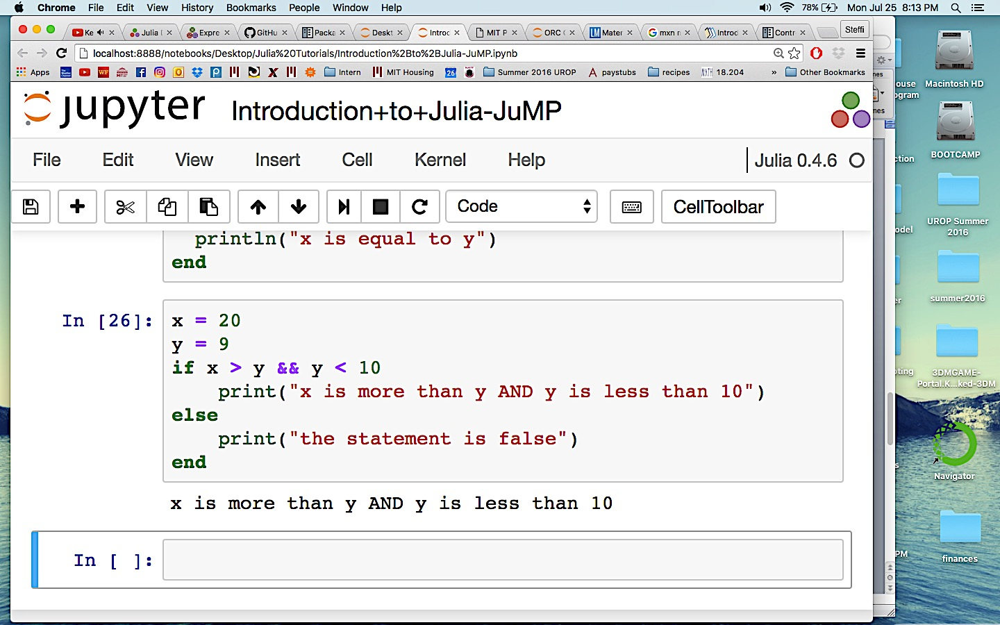 Chrome File Edit View History Bookmarks People Window Help 78% Mon Jul 25 8:13 PM
Ke Julia Expre GitHu Packa Deskt Introc MIT P ORC Mater mxn r Introd Contr Steffi
localhost:8888/notebooks/Desktop/Julia%20Tutorials/Introduction%2Bto%2BJulia-JuMP.ipynb
Apps WF Intern MIT Housing 26 Summer 2016 UROP paystubs recipes MATH 18.204 » Other Bookmarks
jupyter Introduction+to+Julia-JuMP
File Edit View Insert Cell Kernel Help Julia 0.4.6
Code CellToolbar
println("x is equal to y")
end
In [26]: x = 20
y = 9
if x > y && y < 10
print("x is more than y AND y is less than 10")
else
print("the statement is false")
end
x is more than y AND y is less than 10
In [ ]:
Macintosh HD
BOOTCAMP
UROP Summer
2016
summer2016
3DMGAME-
Portal.K...ked-3DM
Navigator
finances
ouse
ogram
ction
odel
er
pting
s
PM
nes
mes